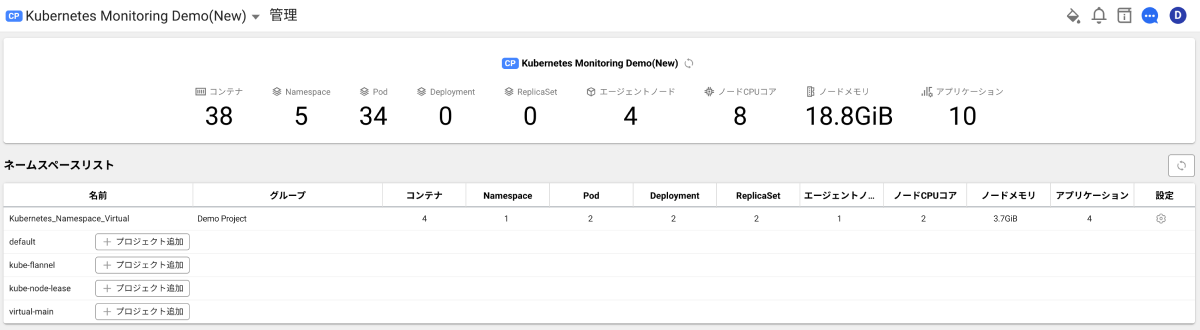 CP Kubernetes Monitoring Demo(New) 管理 D
CP Kubernetes Monitoring Demo(New)
コンテナ Namespace Pod Deployment ReplicaSet エージェントノード ノードCPUコア ノードメモリ アプリケーション
38 5 34 0 0 4 8 18.8GiB 10
ネームスペースリスト
名前 グループ コンテナ Namespace Pod Deployment ReplicaSet エージェントノ... ノードCPUコア ノードメモリ アプリケーション 設定
Kubernetes_Namespace_Virtual Demo Project 4 1 2 2 2 1 2 3.7GiB 4
default + プロジェクト追加
kube-flannel + プロジェクト追加
kube-node-lease + プロジェクト追加
virtual-main + プロジェクト追加